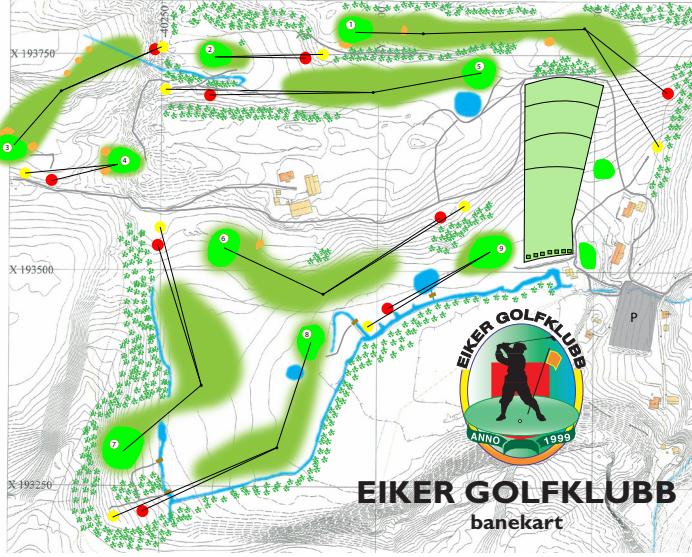 -40250
X 193750
1
2
5
3
4
6
9
X 193500
P
8
EIKER GOLFKLUBB
7
ANNO 1999
X 193250
EIKER GOLFKLUBB
banekart